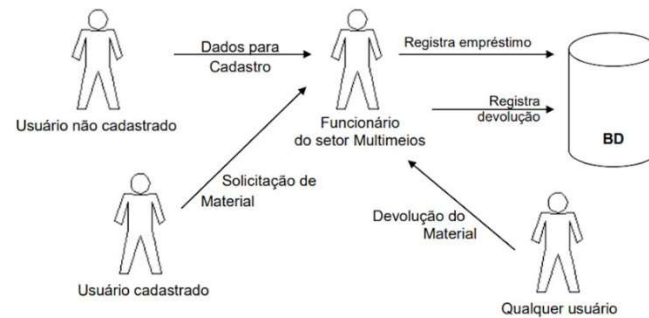 Dados para
Cadastro
Registra empréstimo
Usuário não cadastrado
Funcionário
do setor Multimeios
Registra
devolução
BD
Solicitação de
Material
Devolução do
Material
Usuário cadastrado
Qualquer usuário